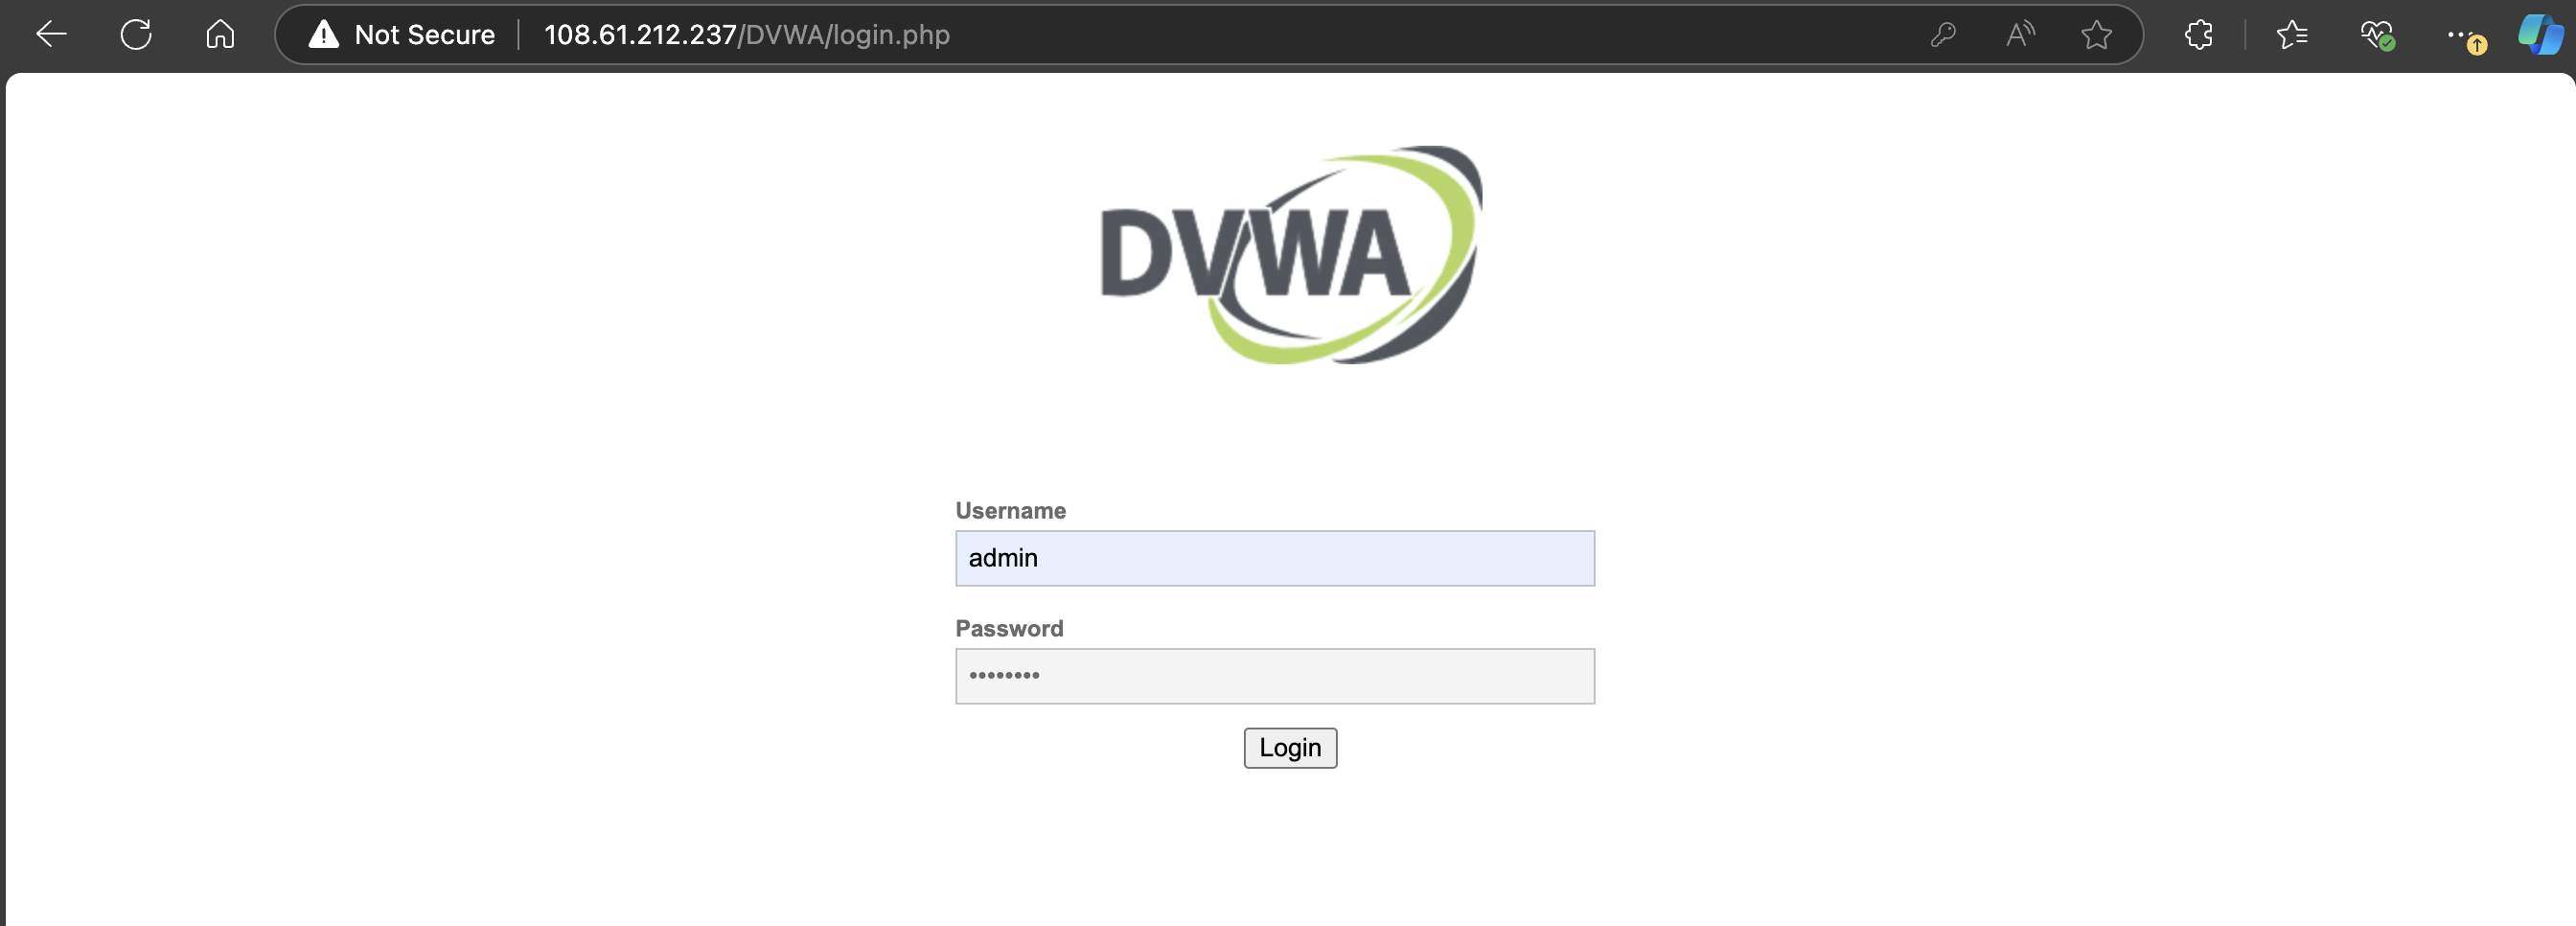 Not Secure 108.61.212.237/DVWA/login.php
DVWA
Username
admin
Password
••••••••
Login